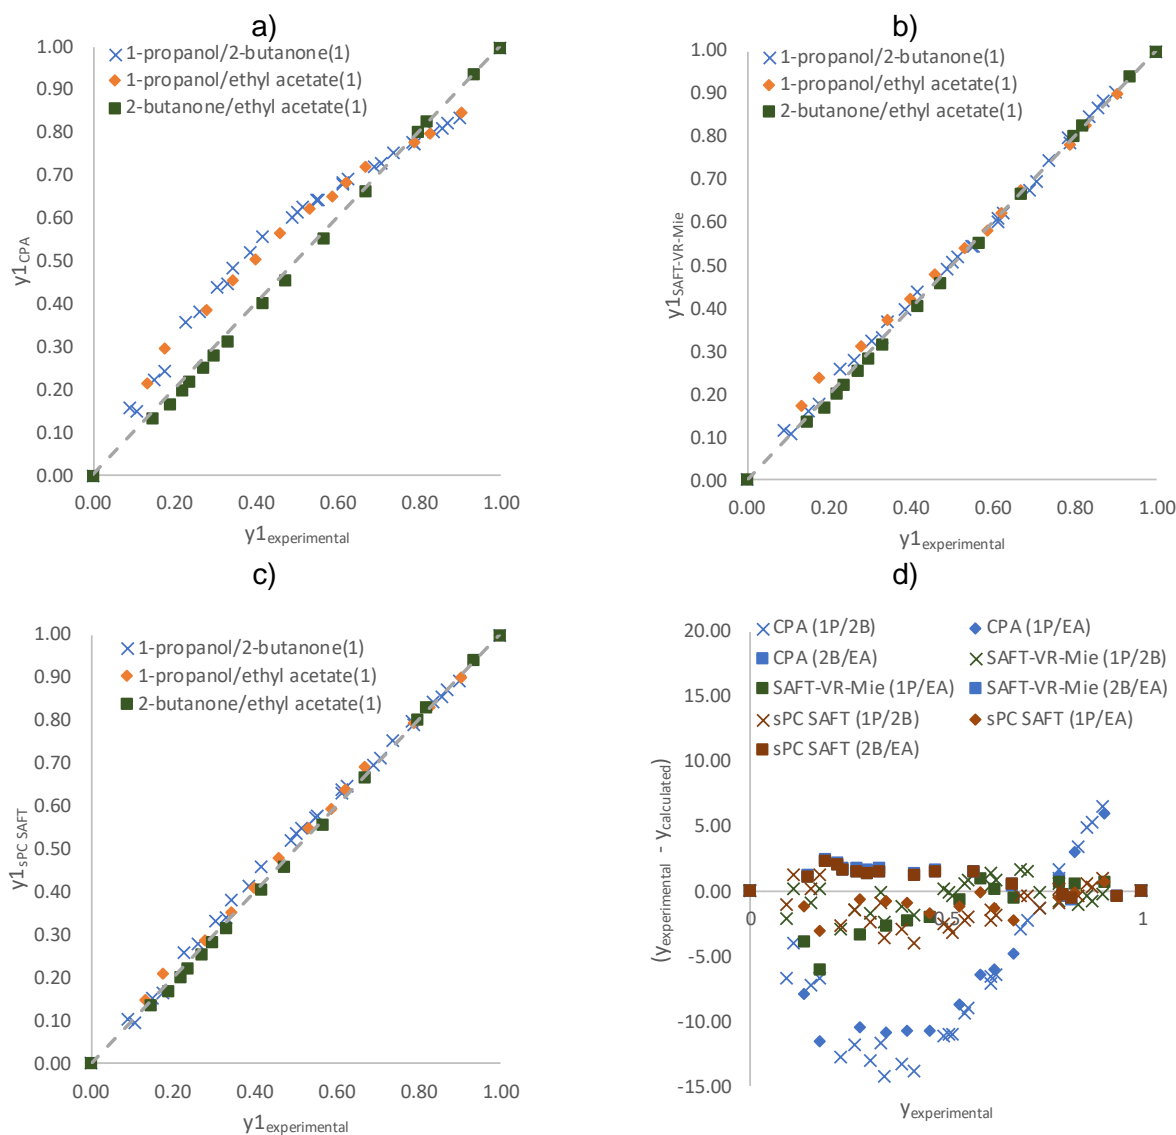 a)
1.00
0.90
0.80
0.70
0.60
0.50
0.40
0.30
0.20
0.10
0.00
y1CPA
1-propanol/2-butanone(1)
1-propanol/ethyl acetate(1)
2-butanone/ethyl acetate(1)
0.00 0.20 0.40 0.60 0.80 1.00
y1experimental
b)
1.00
0.90
0.80
0.70
0.60
0.50
0.40
0.30
0.20
0.10
0.00
y1SAFT-VR-Mie
1-propanol/2-butanone(1)
1-propanol/ethyl acetate(1)
2-butanone/ethyl acetate(1)
0.00 0.20 0.40 0.60 0.80 1.00
y1experimental
c)
1.00
0.90
0.80
0.70
0.60
0.50
0.40
0.30
0.20
0.10
0.00
y1sPC SAFT
1-propanol/2-butanone(1)
1-propanol/ethyl acetate(1)
2-butanone/ethyl acetate(1)
0.00 0.20 0.40 0.60 0.80 1.00
y1experimental
d)
20.00
15.00
10.00
5.00
0.00
-5.00
-10.00
-15.00
(yexperimental - ycalculated)
CPA (1P/2B) CPA (1P/EA)
CPA (2B/EA) SAFT-VR-Mie (1P/2B)
SAFT-VR-Mie (1P/EA) SAFT-VR-Mie (2B/EA)
sPC SAFT (1P/2B) sPC SAFT (1P/EA)
sPC SAFT (2B/EA)
0 0.5 1
yexperimental